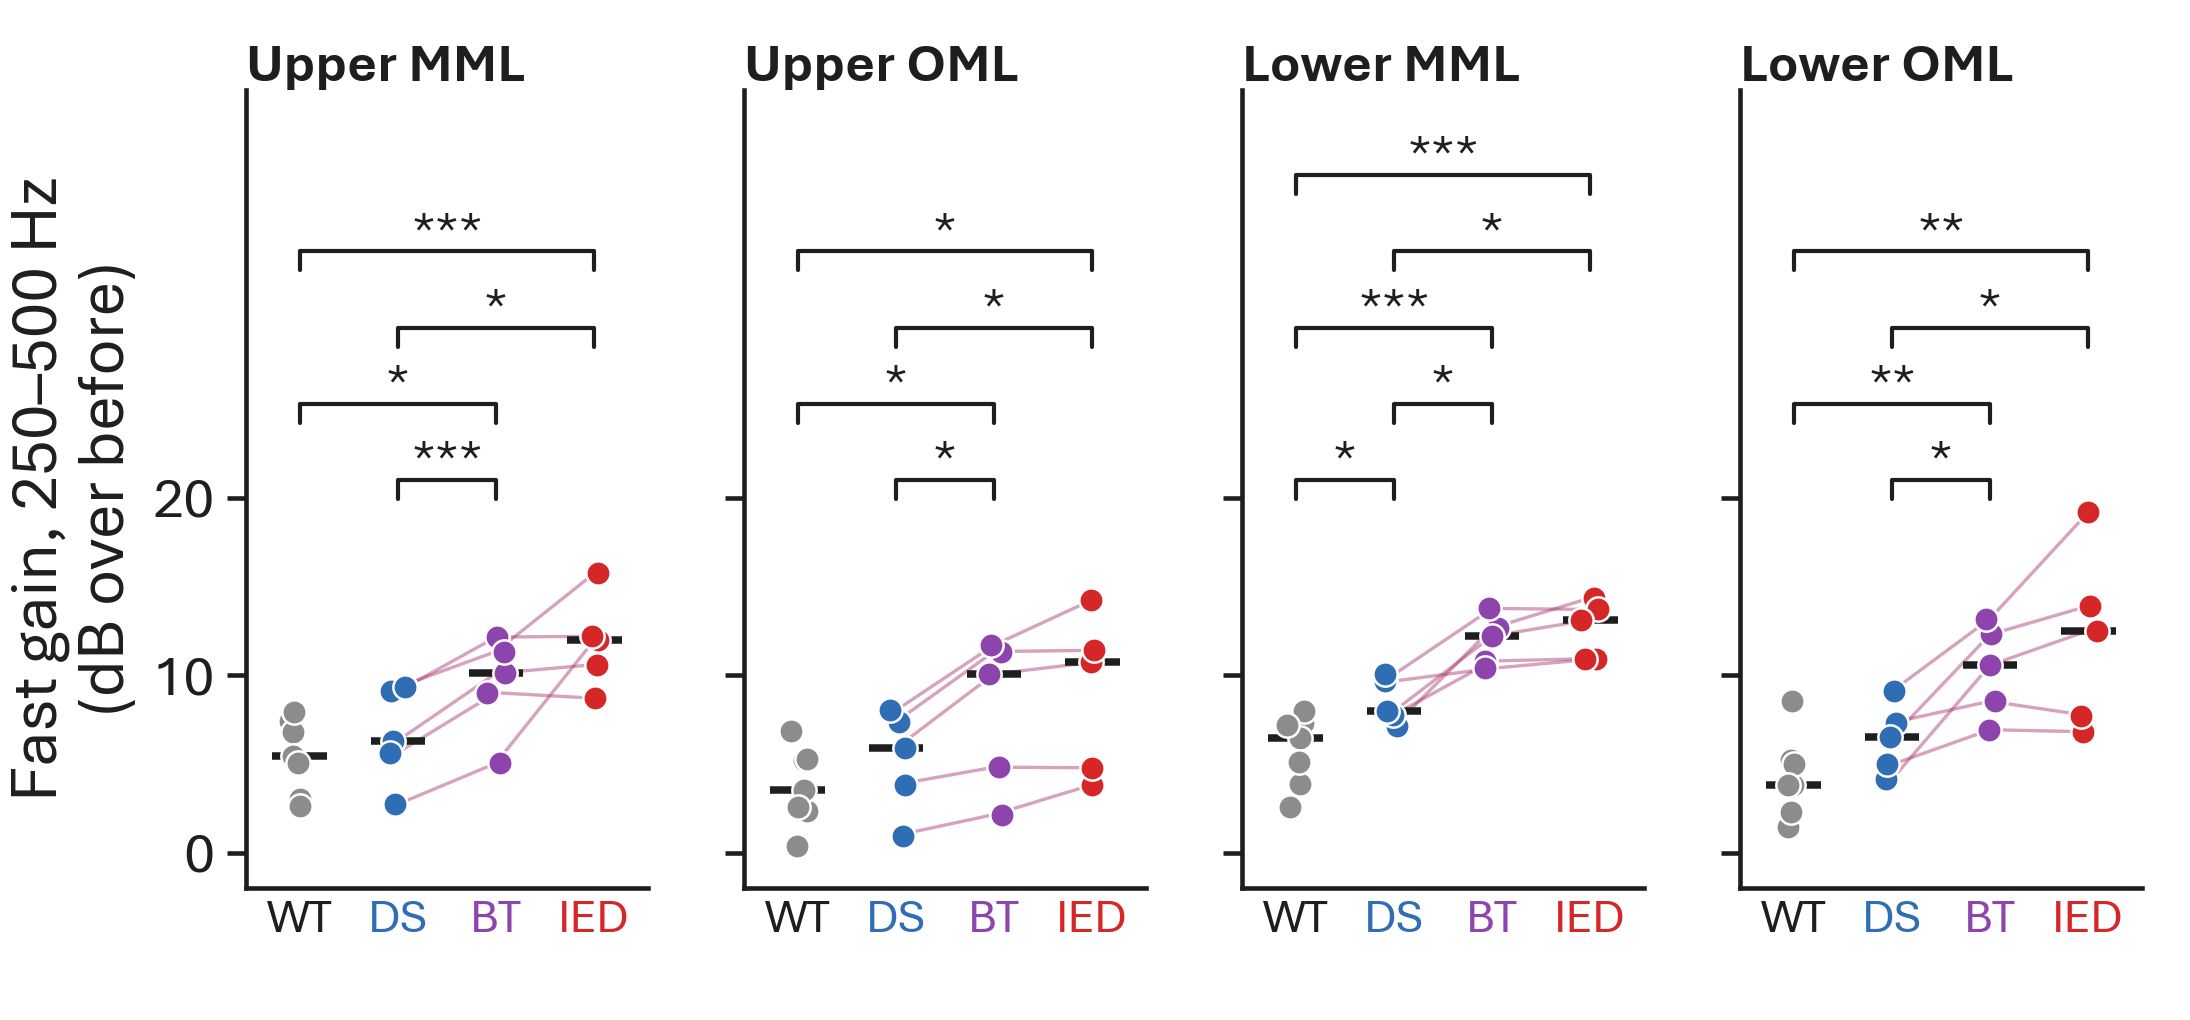 Upper MML Upper OML Lower MML Lower OML
Fast gain, 250–500 Hz
(dB over before)
***
*** * * **
* * *** *
* * * **
*** * * *
20
10
0
WT DS BT IED WT DS BT IED WT DS BT IED WT DS BT IED